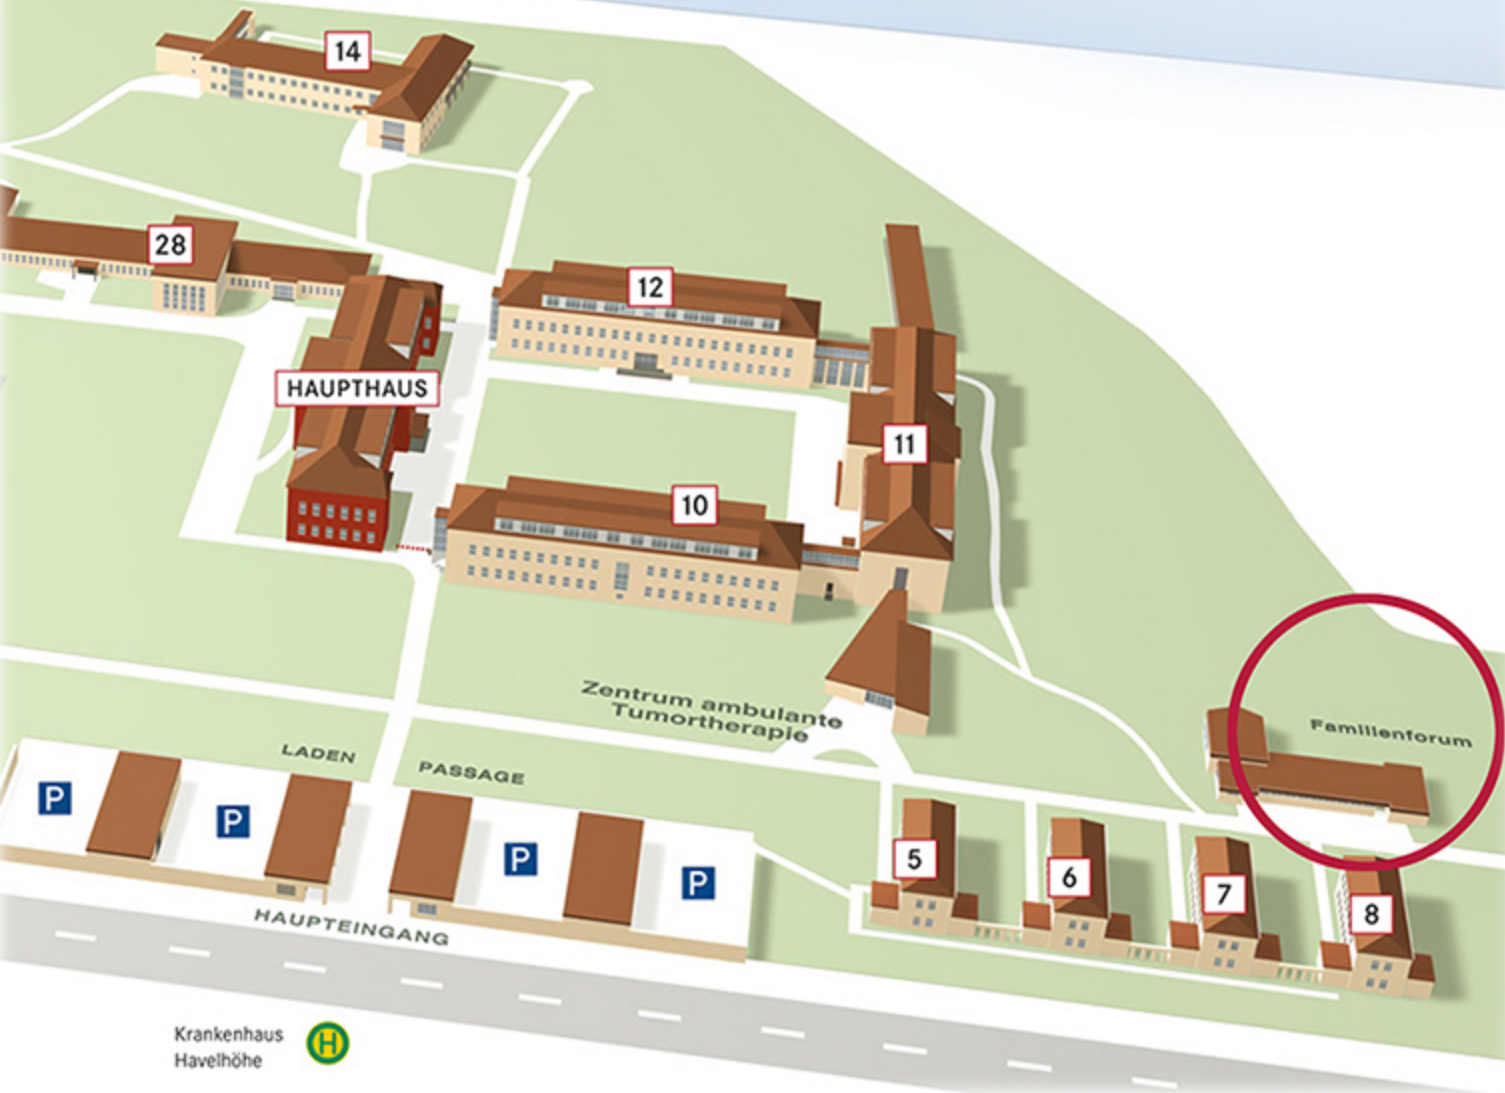 14
28
12
HAUPTHAUS
11
10
Zentrum ambulante
Tumortherapie
Familienforum
LADEN
PASSAGE
P
P
P
P
5
6
7
8
HAUPTEINGANG
Krankenhaus
Havelhöhe
H